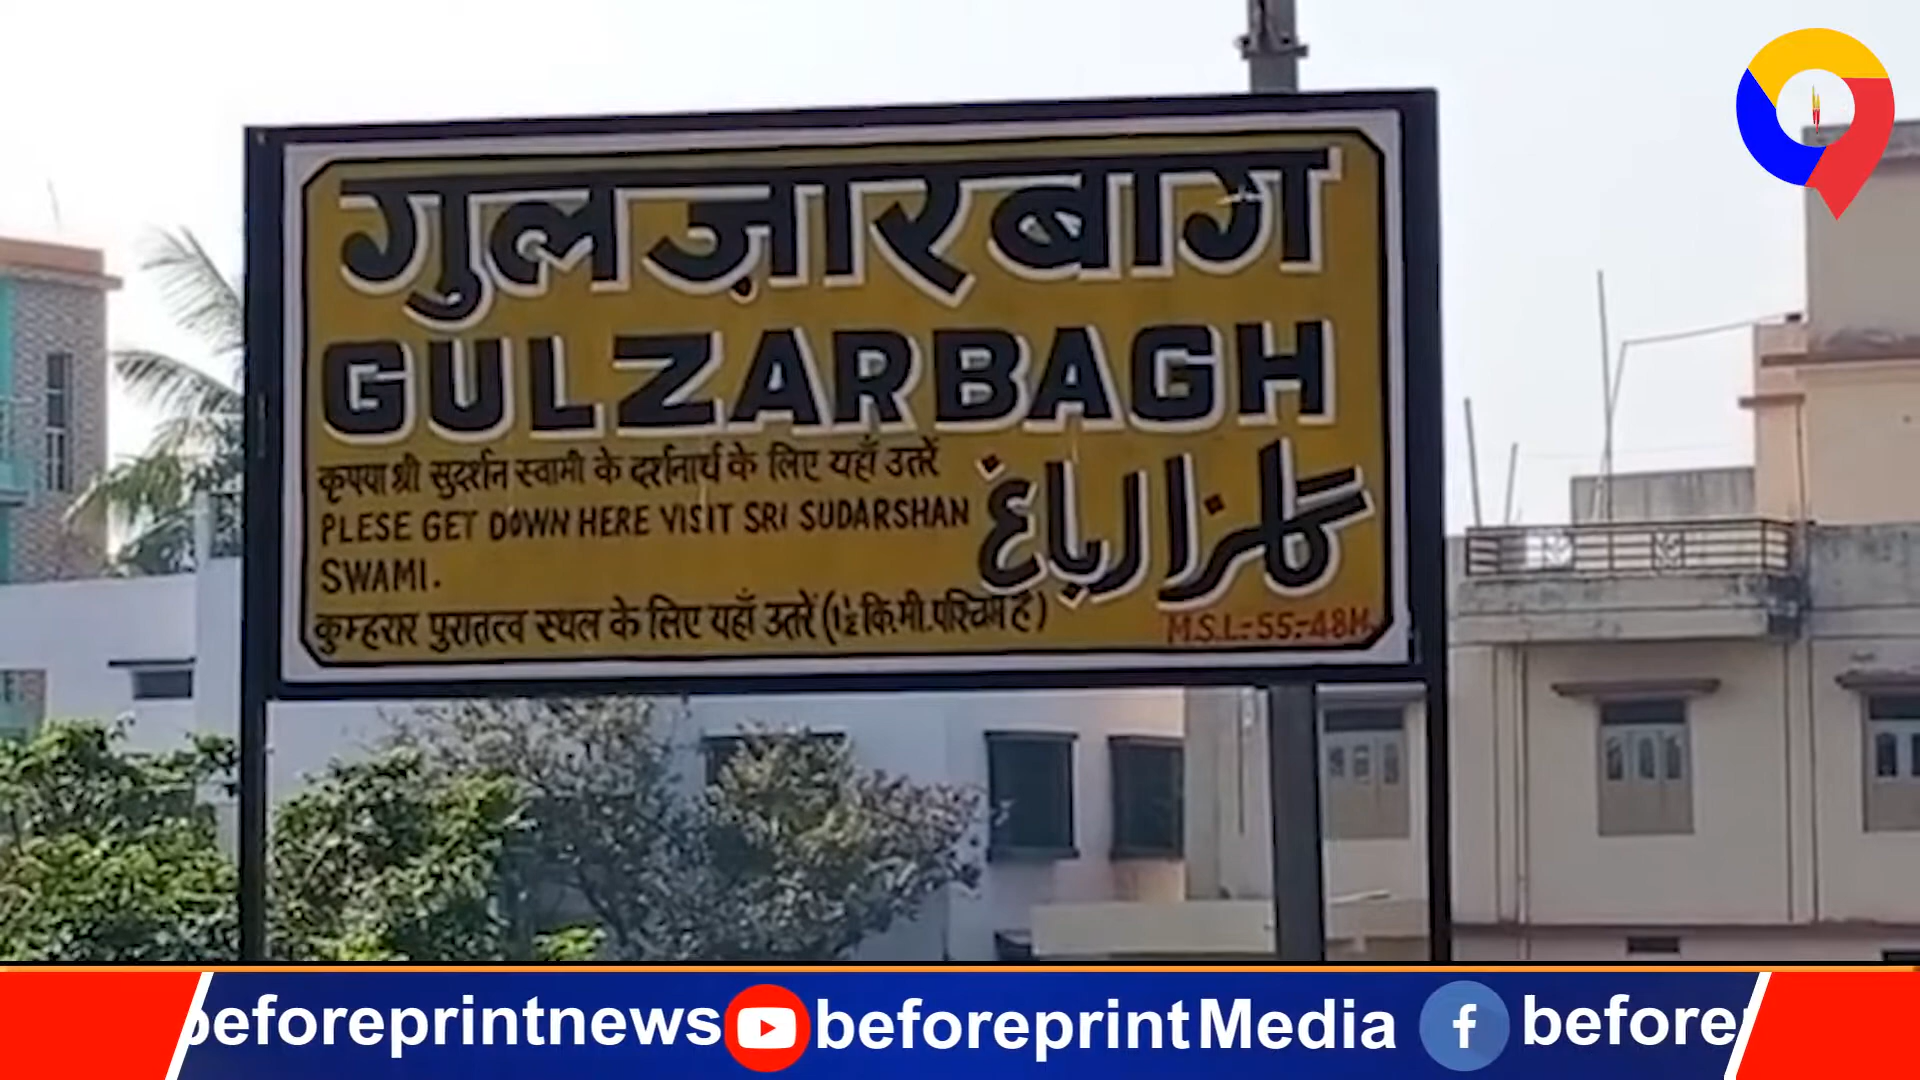 गुलज़ारबाग
GULZARBAGH
कृपया श्री सुदर्शन स्वामी के दर्शनार्थ के लिए यहाँ उतरें
PLESE GET DOWN HERE VISIT SRI SUDARSHAN
SWAMI.
گلزارباغ
कुम्हरार पुरातत्व स्थल के लिए यहाँ उतरें (1½ कि.मी. पश्चिम है)
M.S.L.-55.-48M.
beforeprintnews beforeprint Media before